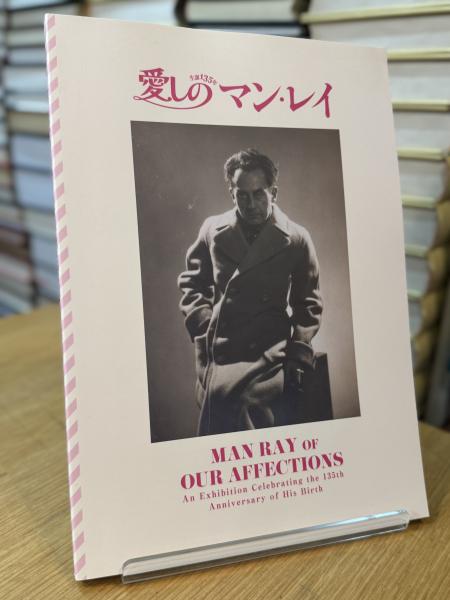 生誕135年
愛しのマン・レイ
MAN RAY OF
OUR AFFECTIONS
An Exhibition Celebrating the 135th
Anniversary of His Birth